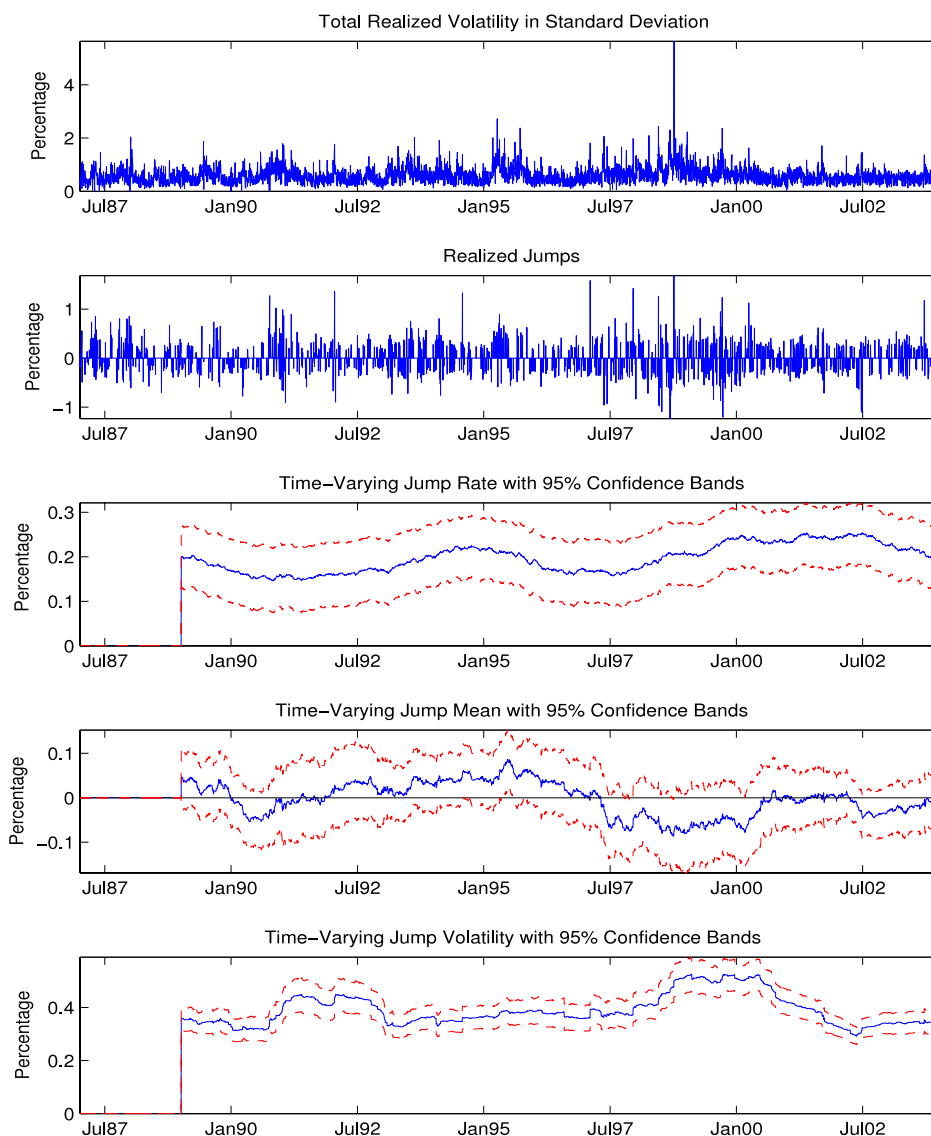 Total Realized Volatility in Standard Deviation
Percentage
4
2
0
Jul87 Jan90 Jul92 Jan95 Jul97 Jan00 Jul02
Realized Jumps
Percentage
1
0
−1
Jul87 Jan90 Jul92 Jan95 Jul97 Jan00 Jul02
Time−Varying Jump Rate with 95% Confidence Bands
Percentage
0.3
0.2
0.1
0
Jul87 Jan90 Jul92 Jan95 Jul97 Jan00 Jul02
Time−Varying Jump Mean with 95% Confidence Bands
Percentage
0.1
0
−0.1
Jul87 Jan90 Jul92 Jan95 Jul97 Jan00 Jul02
Time−Varying Jump Volatility with 95% Confidence Bands
Percentage
0.4
0.2
0
Jul87 Jan90 Jul92 Jan95 Jul97 Jan00 Jul02